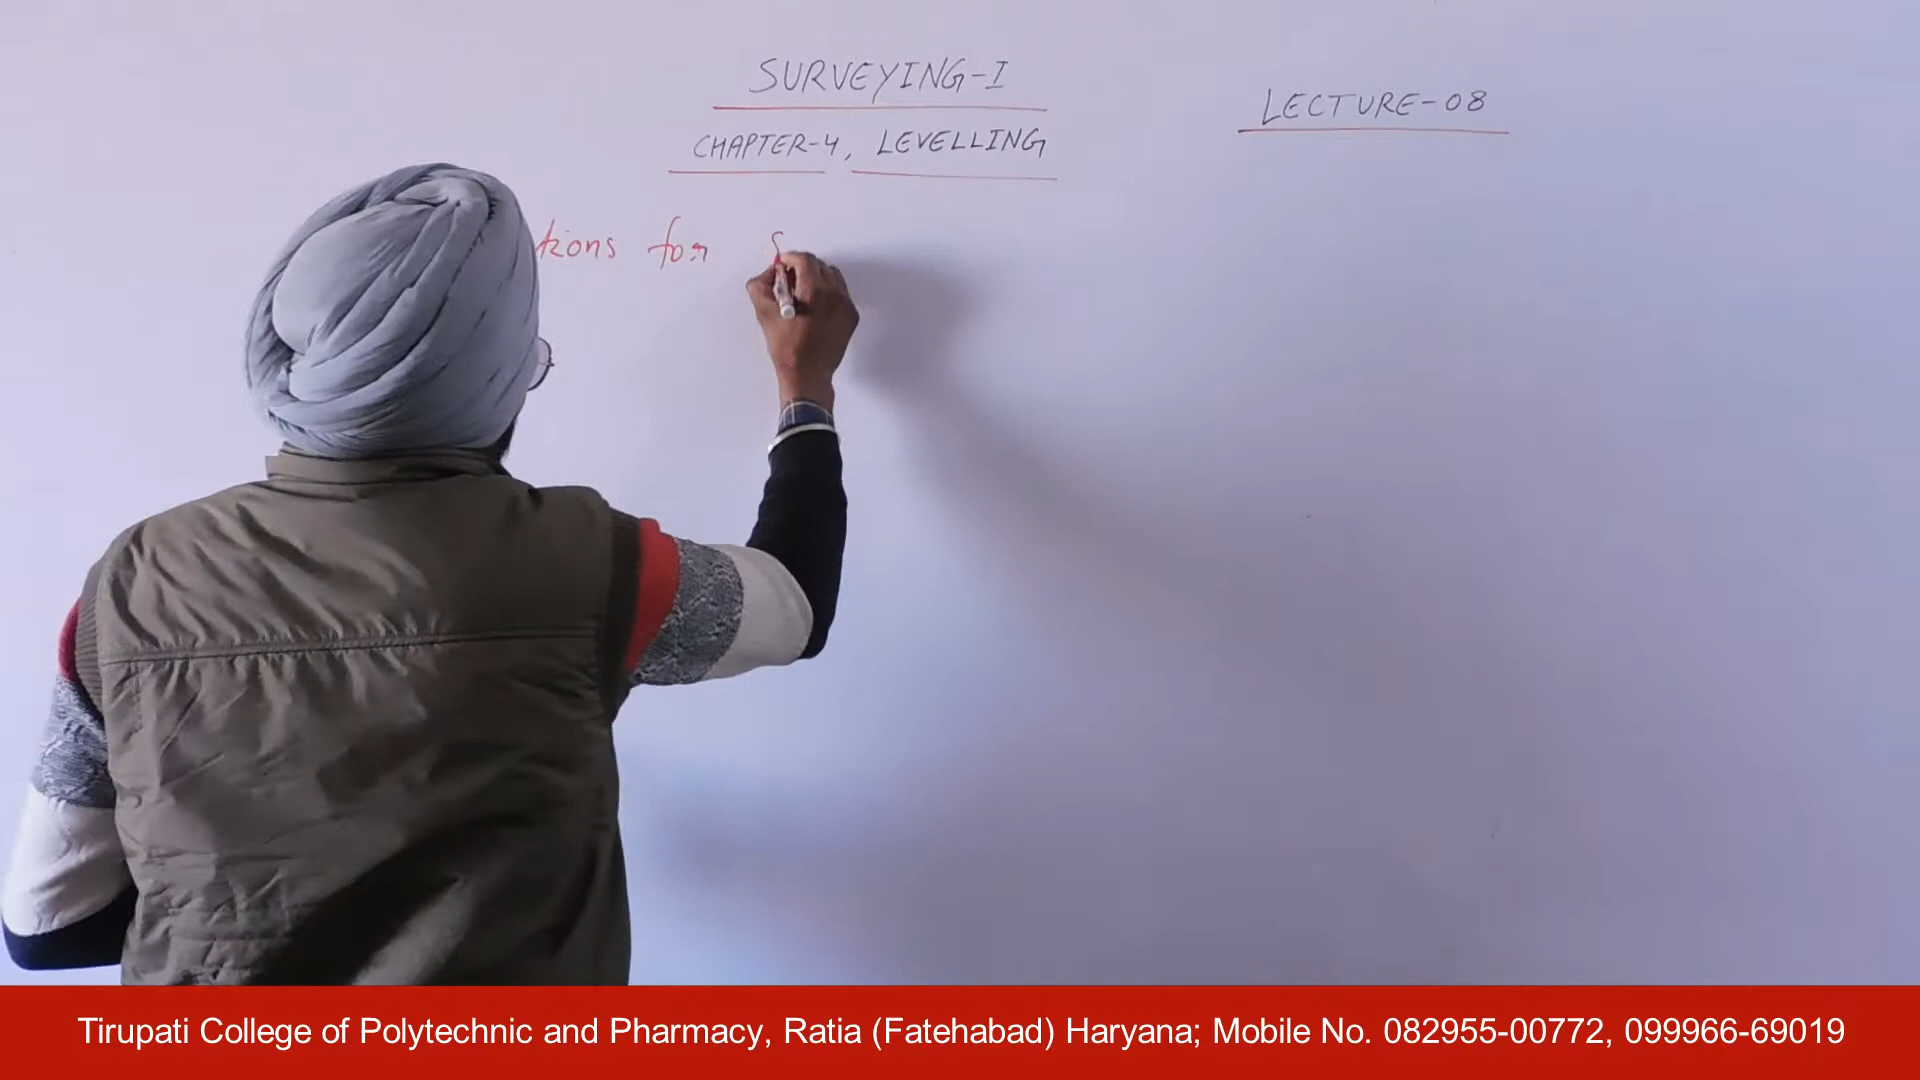 SURVEYING-I
LECTURE-08
CHAPTER-4, LEVELLING
tions for
Tirupati College of Polytechnic and Pharmacy, Ratia (Fatehabad) Haryana; Mobile No. 082955-00772, 099966-69019